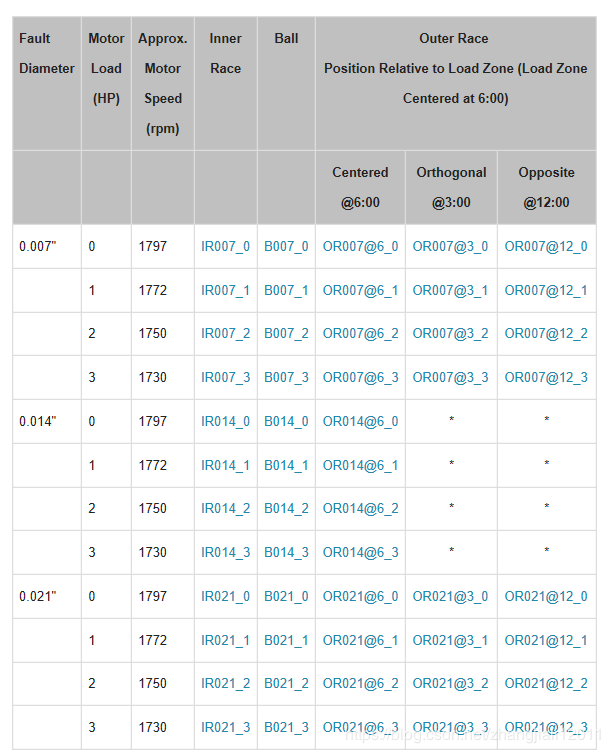 Fault Diameter Motor Load (HP) Approx. Motor Speed (rpm) Inner Race Ball Outer Race Position Relative to Load Zone (Load Zone Centered at 6:00)
Centered @6:00 Orthogonal @3:00 Opposite @12:00
0.007" 0 1797 IR007_0 B007_0 OR007@6_0 OR007@3_0 OR007@12_0
1 1772 IR007_1 B007_1 OR007@6_1 OR007@3_1 OR007@12_1
2 1750 IR007_2 B007_2 OR007@6_2 OR007@3_2 OR007@12_2
3 1730 IR007_3 B007_3 OR007@6_3 OR007@3_3 OR007@12_3
0.014" 0 1797 IR014_0 B014_0 OR014@6_0 * *
1 1772 IR014_1 B014_1 OR014@6_1 * *
2 1750 IR014_2 B014_2 OR014@6_2 * *
3 1730 IR014_3 B014_3 OR014@6_3 * *
0.021" 0 1797 IR021_0 B021_0 OR021@6_0 OR021@3_0 OR021@12_0
1 1772 IR021_1 B021_1 OR021@6_1 OR021@3_1 OR021@12_1
2 1750 IR021_2 B021_2 OR021@6_2 OR021@3_2 OR021@12_2
3 1730 IR021_3 B021_3 OR021@6_3 OR021@3_3 OR021@12_3